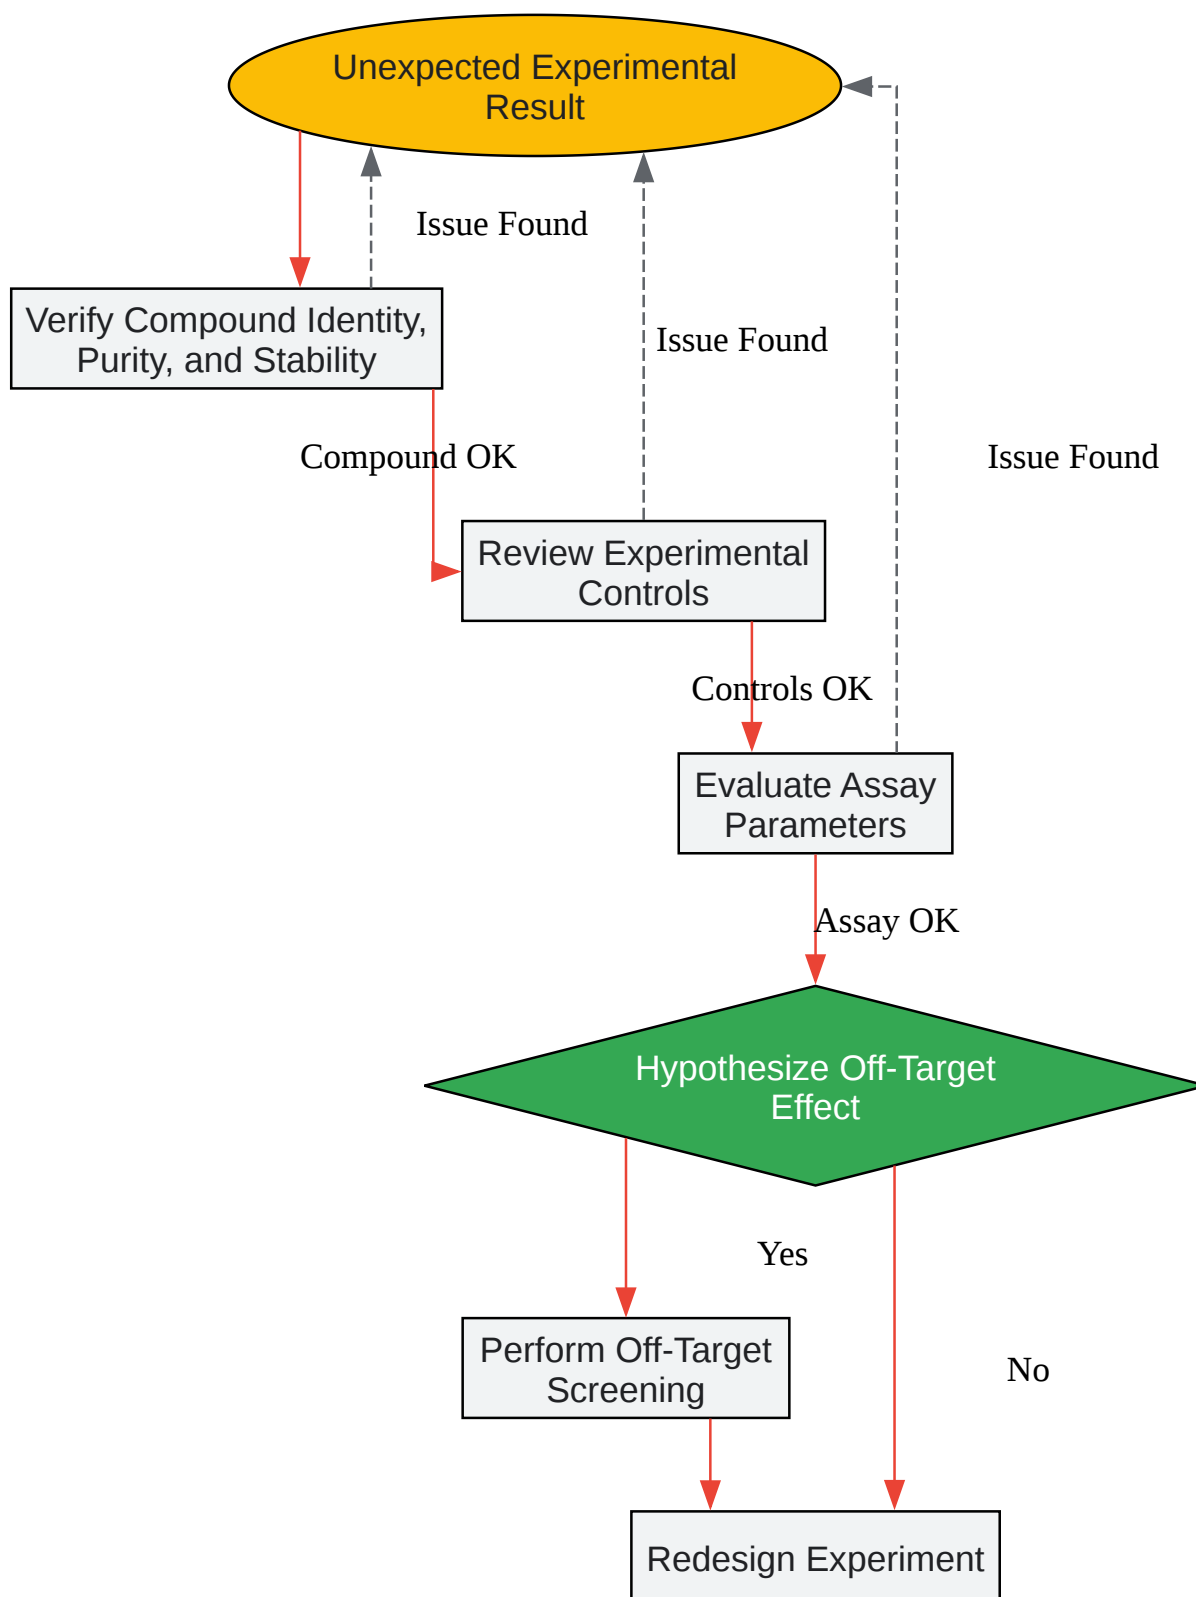 Unexpected Experimental
Result
Issue Found
Verify Compound Identity,
Purity, and Stability
Issue Found
Compound OK
Issue Found
Review Experimental
Controls
Controls OK
Evaluate Assay
Parameters
Assay OK
Hypothesize Off-Target
Effect
Yes
Perform Off-Target
Screening
No
Redesign Experiment